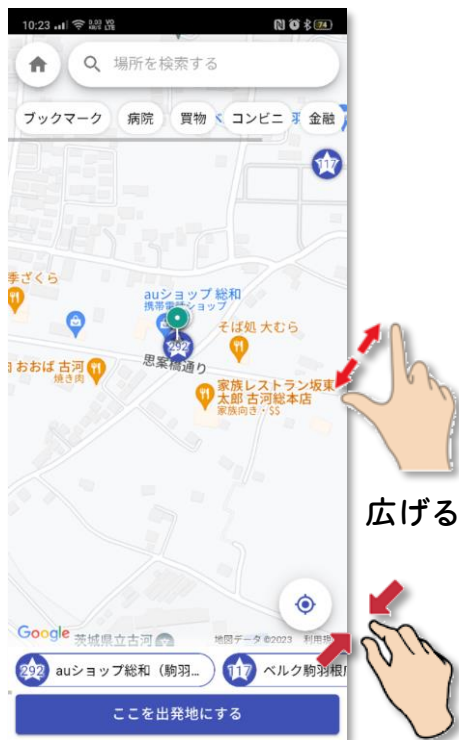 10:23
0.03 KB/S
74
場所を検索する
ブックマーク
病院
買物
コンビニ
金融
117
季ざくら
auショップ 総和
携帯電話ショップ
292
そば処 大むら
思案橋通り
おおば 古河
焼き肉
家族レストラン坂東
太郎 古河総本店
家族向き・$$
広げる
Google
茨城県立古河
地図データ ©2023
292 auショップ総和（駒羽...
117 ベルク駒羽根
ここを出発地にする